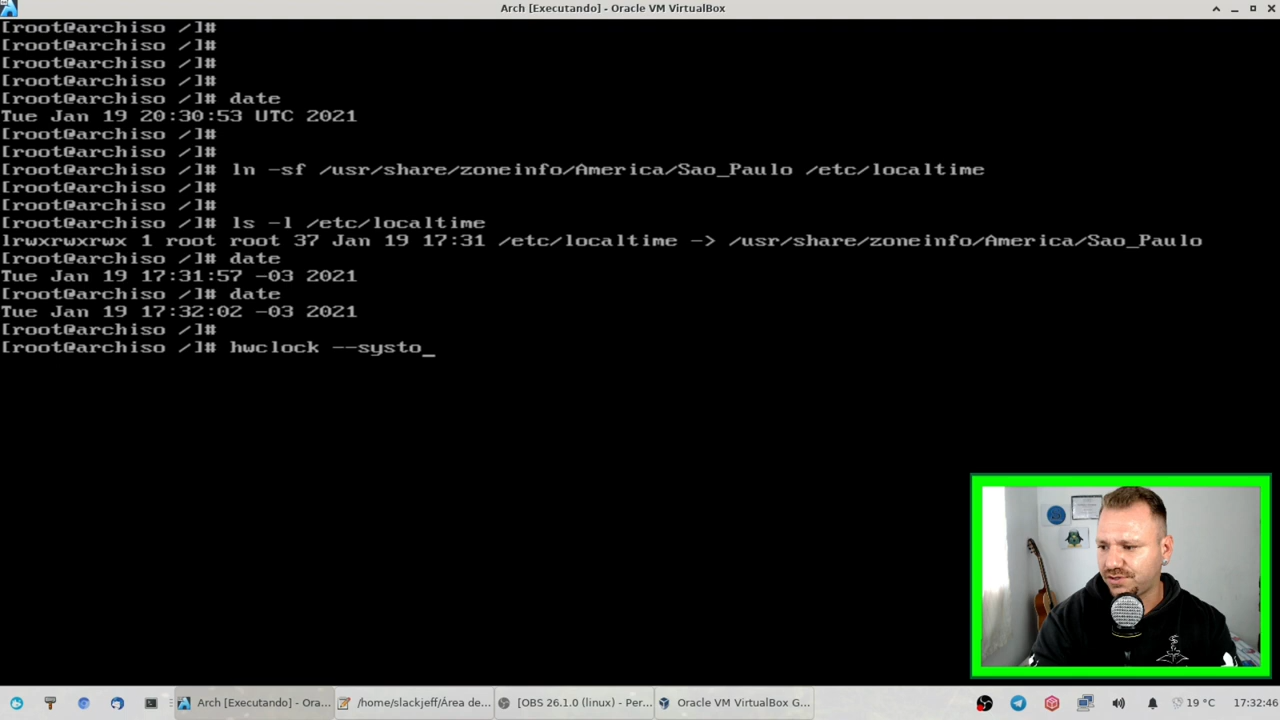 Arch [Executando] - Oracle VM VirtualBox
[root@archiso /]#
[root@archiso /]#
[root@archiso /]#
[root@archiso /]#
[root@archiso /]# date
Tue Jan 19 20:30:53 UTC 2021
[root@archiso /]#
[root@archiso /]#
[root@archiso /]# ln -sf /usr/share/zoneinfo/America/Sao_Paulo /etc/localtime
[root@archiso /]#
[root@archiso /]#
[root@archiso /]# ls -l /etc/localtime
lrwxrwxrwx 1 root root 37 Jan 19 17:31 /etc/localtime -> /usr/share/zoneinfo/America/Sao_Paulo
[root@archiso /]# date
Tue Jan 19 17:31:57 -03 2021
[root@archiso /]# date
Tue Jan 19 17:32:02 -03 2021
[root@archiso /]#
[root@archiso /]# hwclock --systo_
Arch [Executando] - Ora... /home/slackjeff/Área de... [OBS 26.1.0 (linux) - Per... Oracle VM VirtualBox G... 19 °C 17:32:46